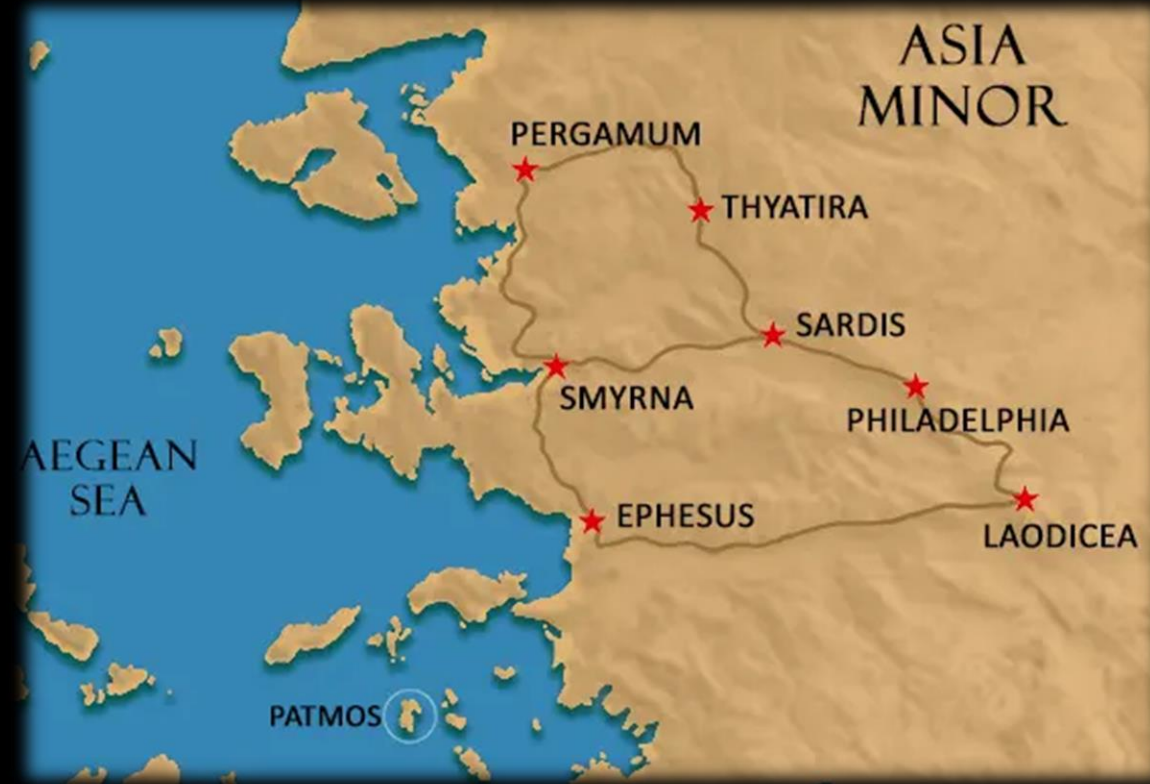 ASIA
MINOR
PERGAMUM
THYATIRA
SARDIS
SMYRNA
PHILADELPHIA
AEGEAN
SEA
EPHESUS
LAODICEA
PATMOS